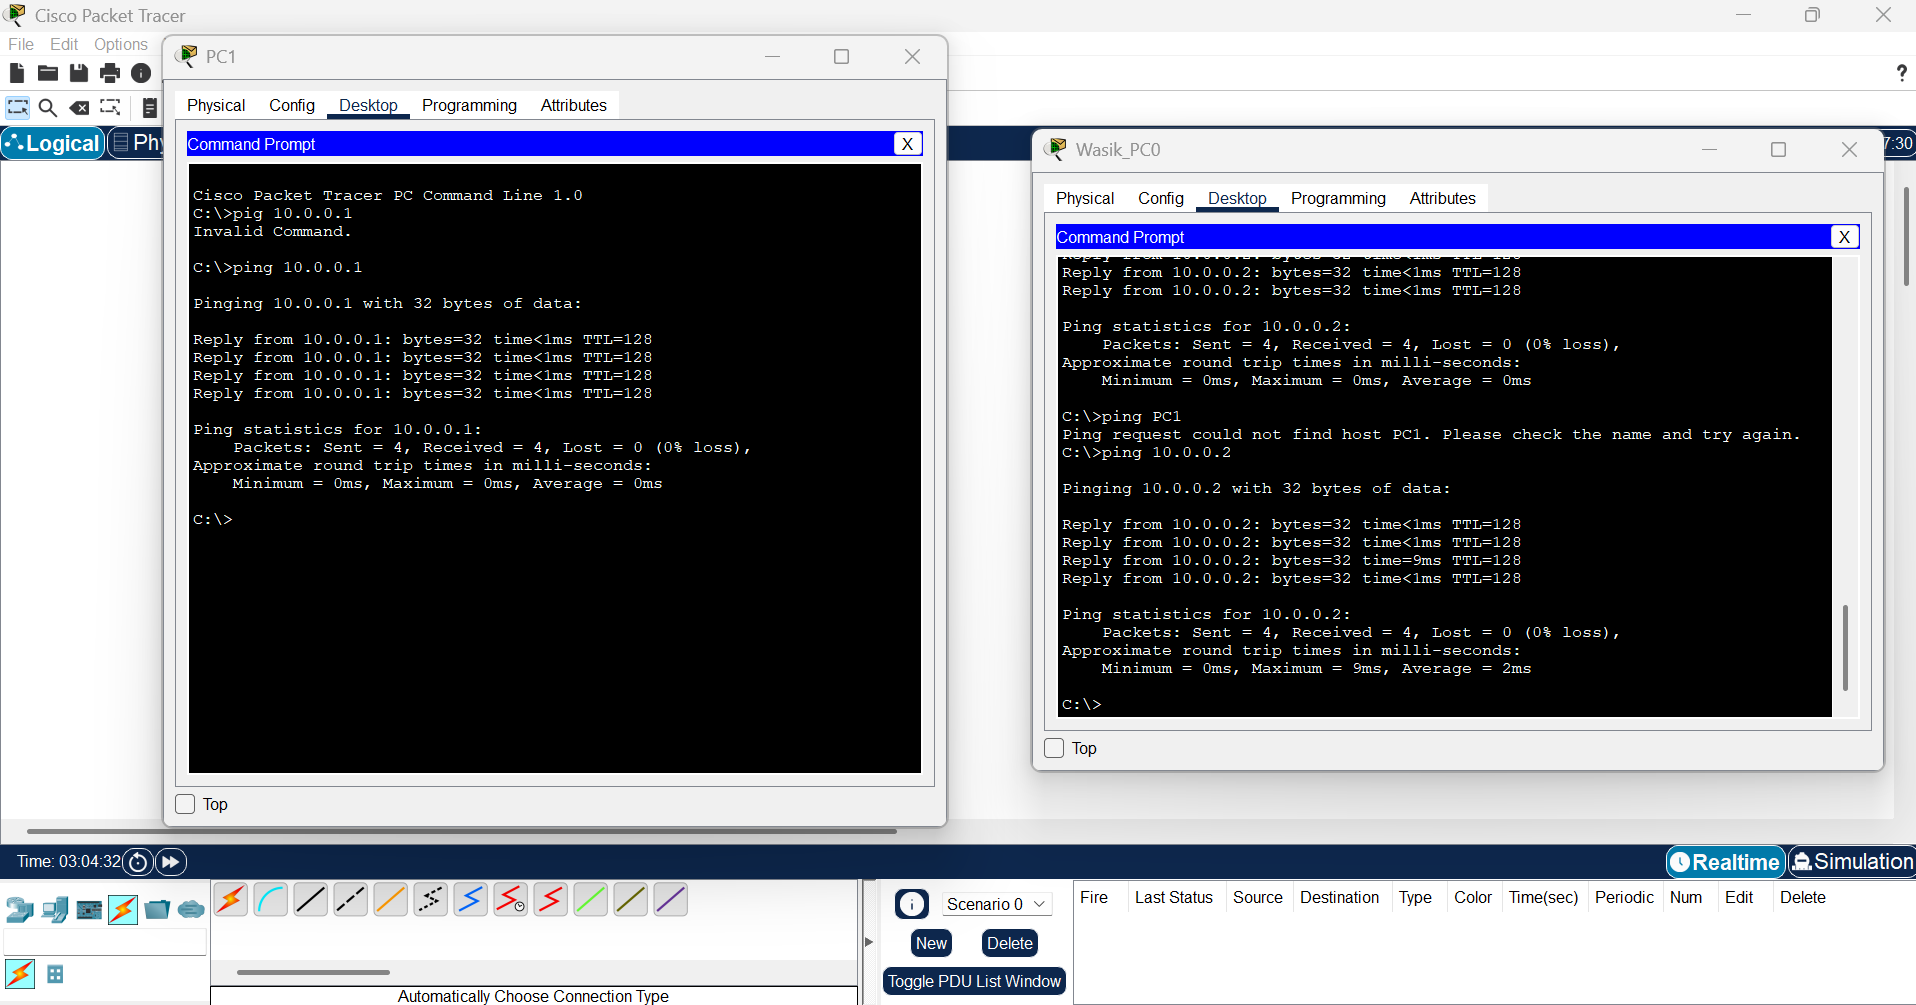 Cisco Packet Tracer
File Edit Options
?
Logical
Phy
7:30
PC1
Physical Config Desktop Programming Attributes
Command Prompt
X
Cisco Packet Tracer PC Command Line 1.0
C:\>pig 10.0.0.1
Invalid Command.
C:\>ping 10.0.0.1
Pinging 10.0.0.1 with 32 bytes of data:
Reply from 10.0.0.1: bytes=32 time<1ms TTL=128
Reply from 10.0.0.1: bytes=32 time<1ms TTL=128
Reply from 10.0.0.1: bytes=32 time<1ms TTL=128
Reply from 10.0.0.1: bytes=32 time<1ms TTL=128
Ping statistics for 10.0.0.1:
Packets: Sent = 4, Received = 4, Lost = 0 (0% loss),
Approximate round trip times in milli-seconds:
Minimum = 0ms, Maximum = 0ms, Average = 0ms
C:\>
Top
Wasik_PC0
Physical Config Desktop Programming Attributes
Command Prompt
X
Reply from 10.0.0.2: bytes=32 time<1ms TTL=128
Reply from 10.0.0.2: bytes=32 time<1ms TTL=128
Ping statistics for 10.0.0.2:
Packets: Sent = 4, Received = 4, Lost = 0 (0% loss),
Approximate round trip times in milli-seconds:
Minimum = 0ms, Maximum = 0ms, Average = 0ms
C:\>ping PC1
Ping request could not find host PC1. Please check the name and try again.
C:\>ping 10.0.0.2
Pinging 10.0.0.2 with 32 bytes of data:
Reply from 10.0.0.2: bytes=32 time<1ms TTL=128
Reply from 10.0.0.2: bytes=32 time<1ms TTL=128
Reply from 10.0.0.2: bytes=32 time=9ms TTL=128
Reply from 10.0.0.2: bytes=32 time<1ms TTL=128
Ping statistics for 10.0.0.2:
Packets: Sent = 4, Received = 4, Lost = 0 (0% loss),
Approximate round trip times in milli-seconds:
Minimum = 0ms, Maximum = 9ms, Average = 2ms
C:\>
Top
Time: 03:04:32
Realtime Simulation
Automatically Choose Connection Type
Scenario 0
New Delete
Toggle PDU List Window
Fire Last Status Source Destination Type Color Time(sec) Periodic Num Edit Delete